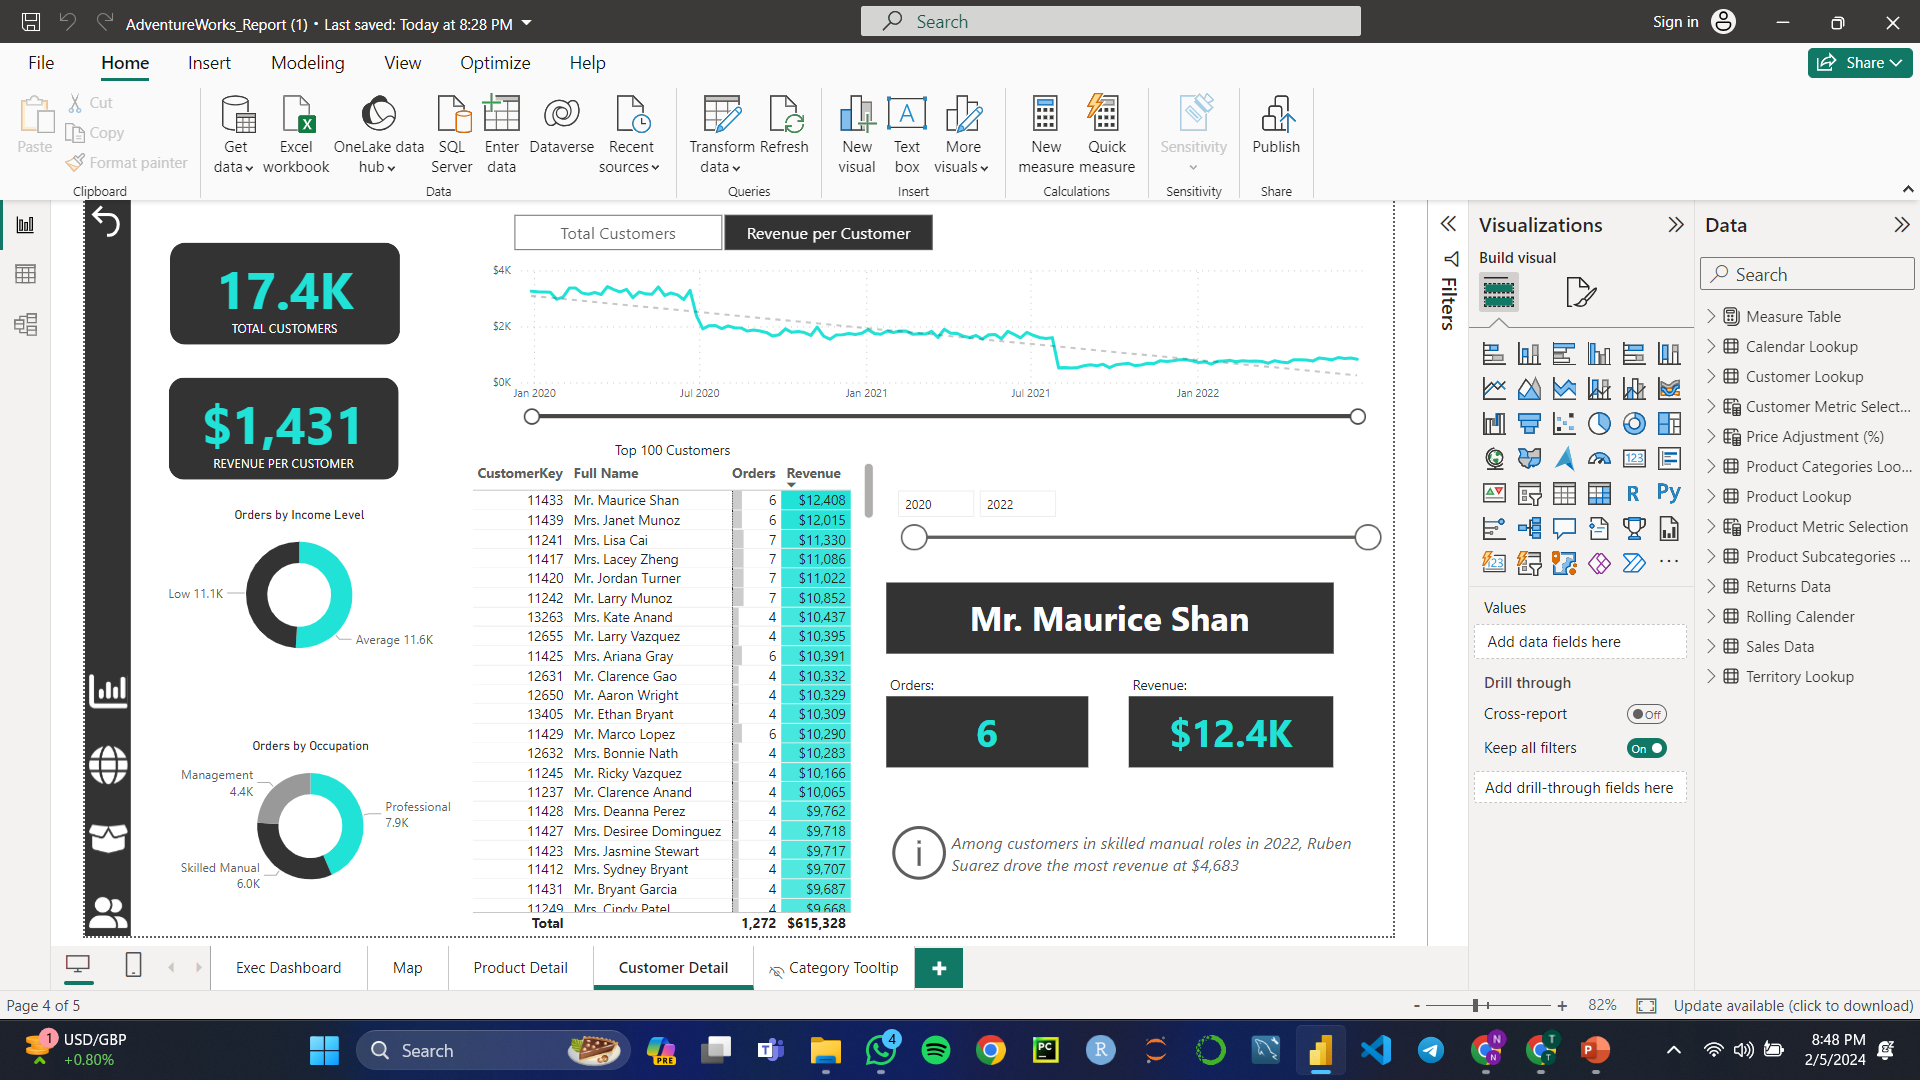 AdventureWorks_Report (1) • Last saved: Today at 8:28 PM
Search
Sign in
File
Home
Insert
Modeling
View
Optimize
Help
Share
Paste
Cut
Copy
Format painter
Clipboard
Get data
Excel workbook
OneLake data hub
SQL Server
Enter data
Dataverse
Recent sources
Data
Transform data
Refresh
Queries
New visual
Text box
More visuals
Insert
New measure
Quick measure
Calculations
Sensitivity
Sensitivity
Publish
Share
17.4K
TOTAL CUSTOMERS
$1,431
REVENUE PER CUSTOMER
Orders by Income Level
Low 11.1K
Average 11.6K
Orders by Occupation
Management
4.4K
Professional
7.9K
Skilled Manual
6.0K
Total Customers
Revenue per Customer
$4K
$2K
$0K
Jan 2020
Jul 2020
Jan 2021
Jul 2021
Jan 2022
Top 100 Customers
CustomerKey Full Name Orders Revenue
11433 Mr. Maurice Shan 6 $12,408
11439 Mrs. Janet Munoz 6 $12,015
11241 Mrs. Lisa Cai 7 $11,330
11417 Mrs. Lacey Zheng 7 $11,086
11420 Mr. Jordan Turner 7 $11,022
11242 Mr. Larry Munoz 7 $10,852
13263 Mrs. Kate Anand 4 $10,437
12655 Mr. Larry Vazquez 4 $10,395
11425 Mrs. Ariana Gray 6 $10,391
12631 Mr. Clarence Gao 4 $10,332
12650 Mr. Aaron Wright 4 $10,329
13405 Mr. Ethan Bryant 4 $10,309
11429 Mr. Marco Lopez 6 $10,290
12632 Mrs. Bonnie Nath 4 $10,283
11245 Mr. Ricky Vazquez 4 $10,166
11237 Mr. Clarence Anand 4 $10,065
11428 Mrs. Deanna Perez 4 $9,762
11427 Mrs. Desiree Dominguez 4 $9,718
11423 Mrs. Jasmine Stewart 4 $9,717
11412 Mrs. Sydney Bryant 4 $9,707
11431 Mr. Bryant Garcia 4 $9,687
11249 Mrs. Cindy Patel 4 $9,668
Total 1,272 $615,328
2020
2022
Mr. Maurice Shan
Orders:
6
Revenue:
$12.4K
Among customers in skilled manual roles in 2022, Ruben
Suarez drove the most revenue at $4,683
Filters
Visualizations
Build visual
Values
Add data fields here
Drill through
Cross-report
Off
Keep all filters
On
Add drill-through fields here
Data
Search
Measure Table
Calendar Lookup
Customer Lookup
Customer Metric Select...
Price Adjustment (%)
Product Categories Loo...
Product Lookup
Product Metric Selection
Product Subcategories ...
Returns Data
Rolling Calender
Sales Data
Territory Lookup
Exec Dashboard
Map
Product Detail
Customer Detail
Category Tooltip
Page 4 of 5
82%
Update available (click to download)
1
USD/GBP
+0.80%
Search
PRE
4
8:48 PM
2/5/2024